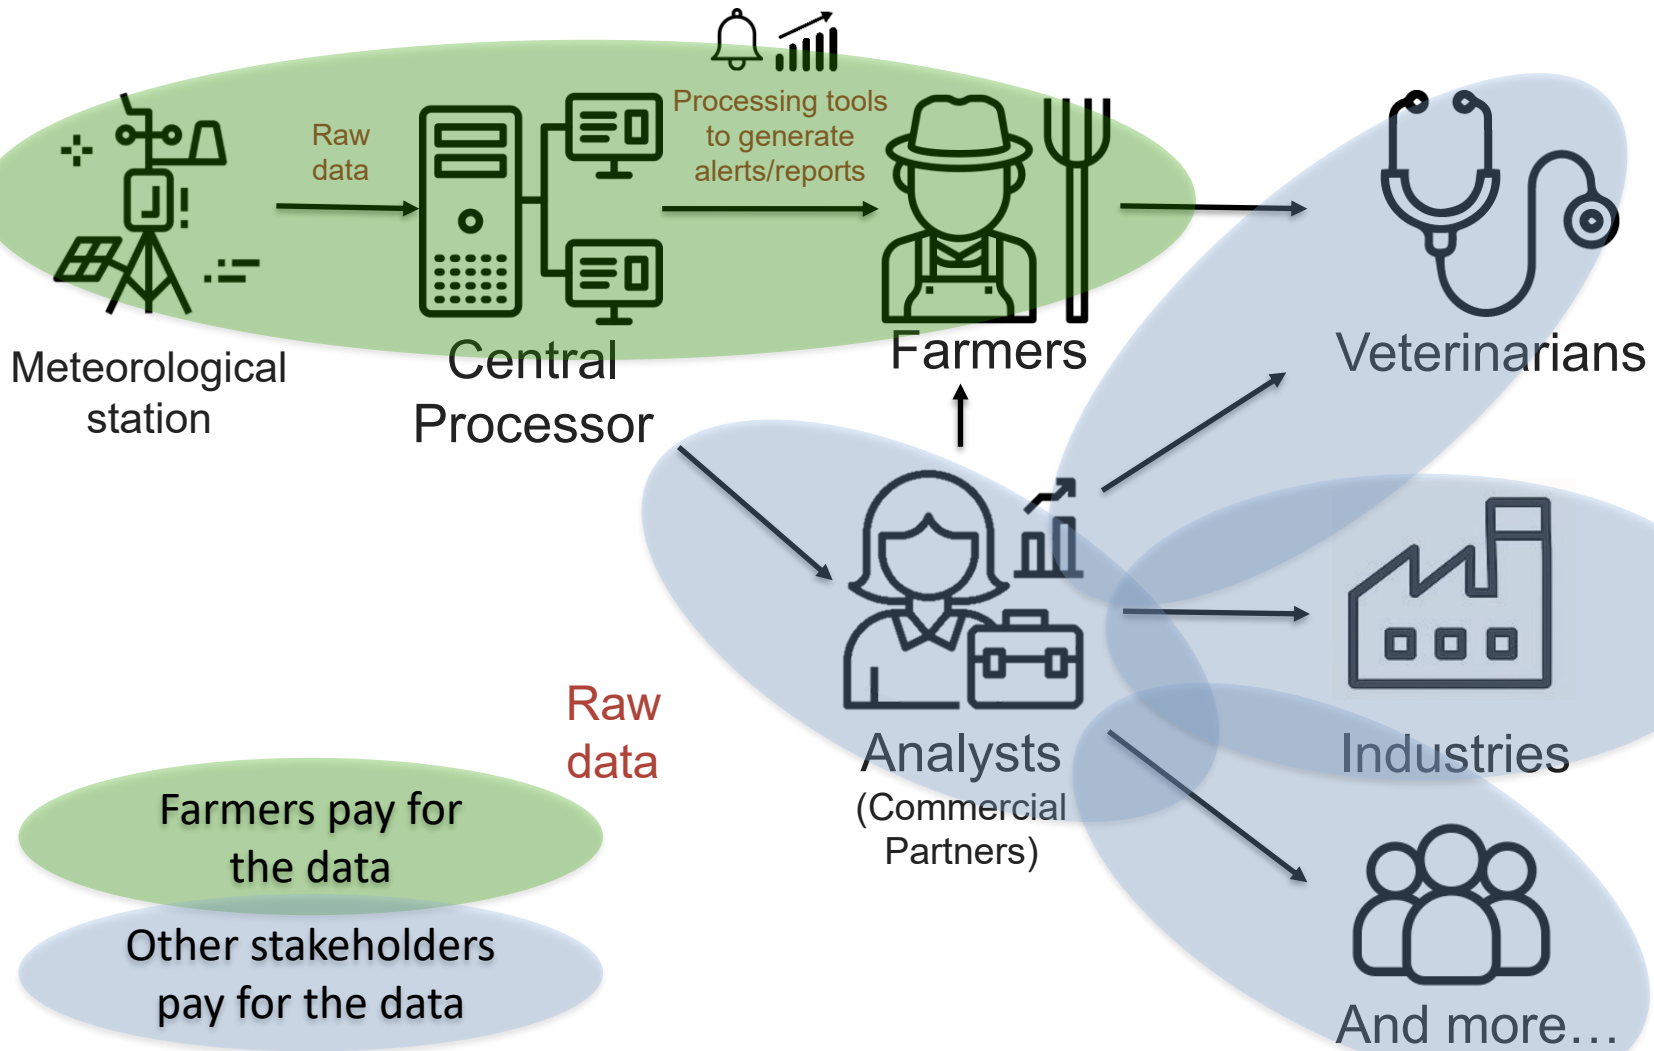 Raw
data
Processing tools
to generate
alerts/reports
Meteorological
station
Central
Processor
Farmers
Veterinarians
Raw
data
Analysts
(Commercial
Partners)
Industries
And more…
Farmers pay for
the data
Other stakeholders
pay for the data